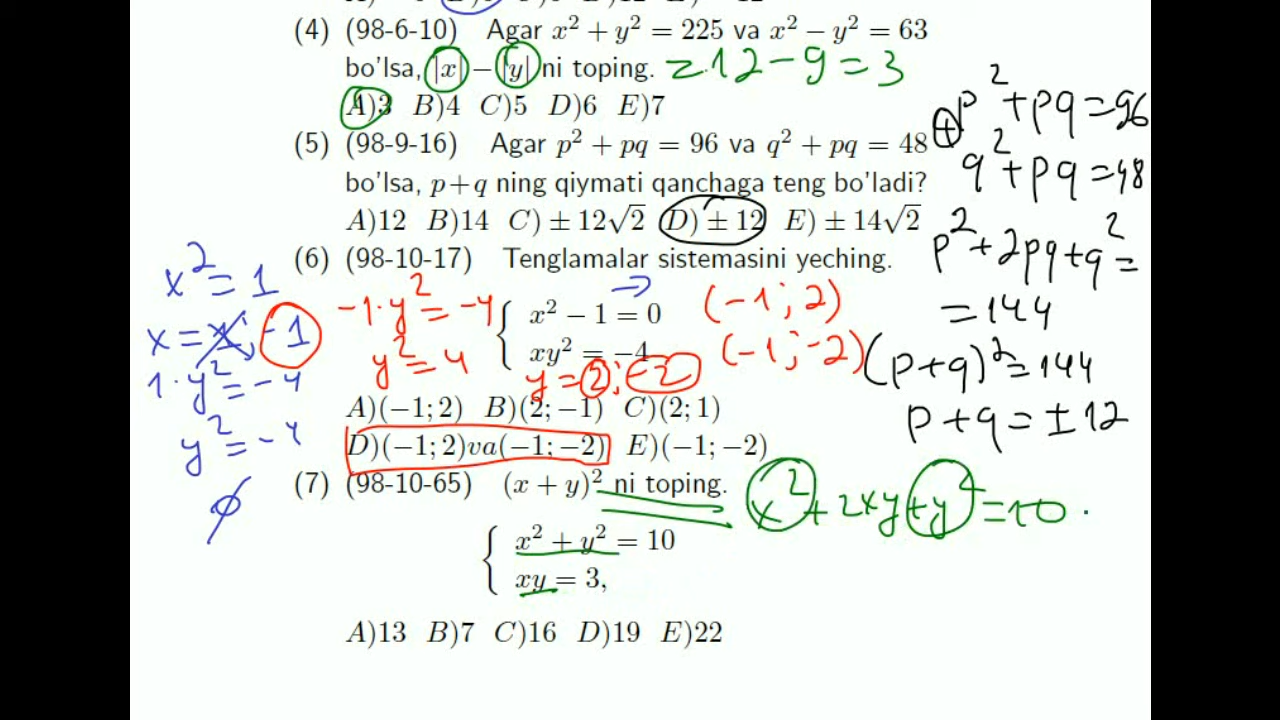 (4) (98-6-10) Agar x² + y² = 225 va x² − y² = 63
bo'lsa, |x| − |y| ni toping. = 12 − 9 = 3
A)3 B)4 C)5 D)6 E)7
(5) (98-9-16) Agar p² + pq = 96 va q² + pq = 48
bo'lsa, p + q ning qiymati qanchaga teng bo'ladi?
A)12 B)14 C) ± 12√2 D) ± 12 E) ± 14√2
(6) (98-10-17) Tenglamalar sistemasini yeching.
x² − 1 = 0
xy² = −4
A)(−1; 2) B)(2; −1) C)(2; 1)
D)(−1; 2)va(−1; −2) E)(−1; −2)
(7) (98-10-65) (x + y)² ni toping.
x² + y² = 10
xy = 3,
A)13 B)7 C)16 D)19 E)22
p² + pq = 96
q² + pq = 48
p² + 2pq + q² =
= 144
(p+q)² = 144
p + q = ±12
x² = 1
x = 1; −1
1·y² = −4
y² = −4
∅
−1·y² = −4
y² = 4
y = 2; −2
(−1; 2)
(−1; −2)